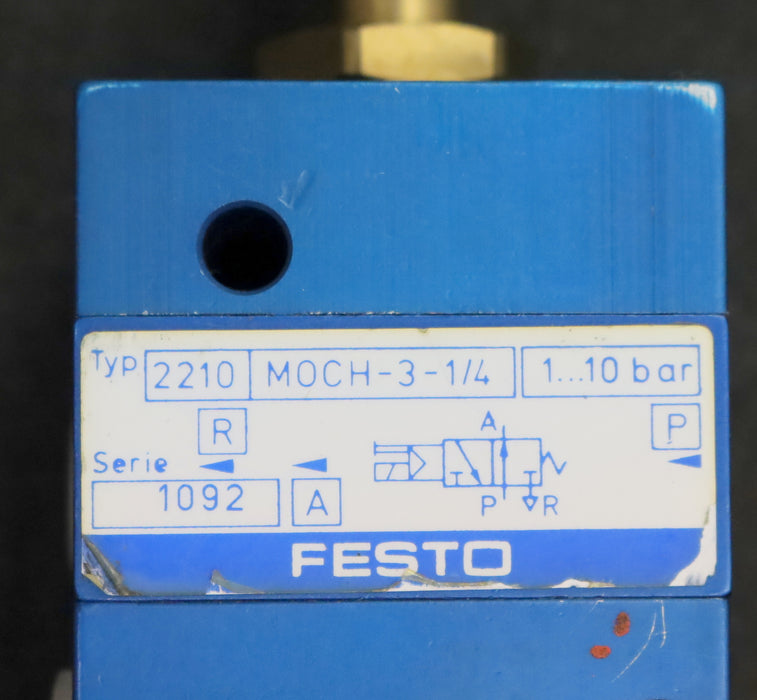 Typ 2210 MOCH-3-1/4 1...10 bar
R P
A
Serie
1092 A P R
FESTO